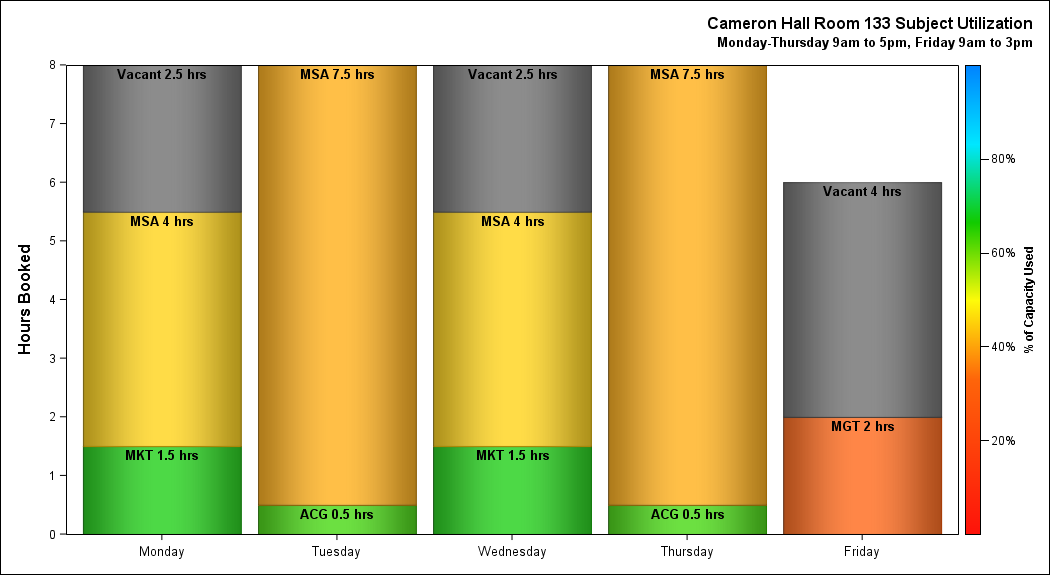 Cameron Hall Room 133 Subject Utilization
Monday-Thursday 9am to 5pm, Friday 9am to 3pm
Hours Booked
8
7
6
5
4
3
2
1
0
Vacant 2.5 hrs
MSA 4 hrs
MKT 1.5 hrs
MSA 7.5 hrs
ACG 0.5 hrs
Vacant 2.5 hrs
MSA 4 hrs
MKT 1.5 hrs
MSA 7.5 hrs
ACG 0.5 hrs
Vacant 4 hrs
MGT 2 hrs
Monday
Tuesday
Wednesday
Thursday
Friday
80%
60%
40%
20%
% of Capacity Used